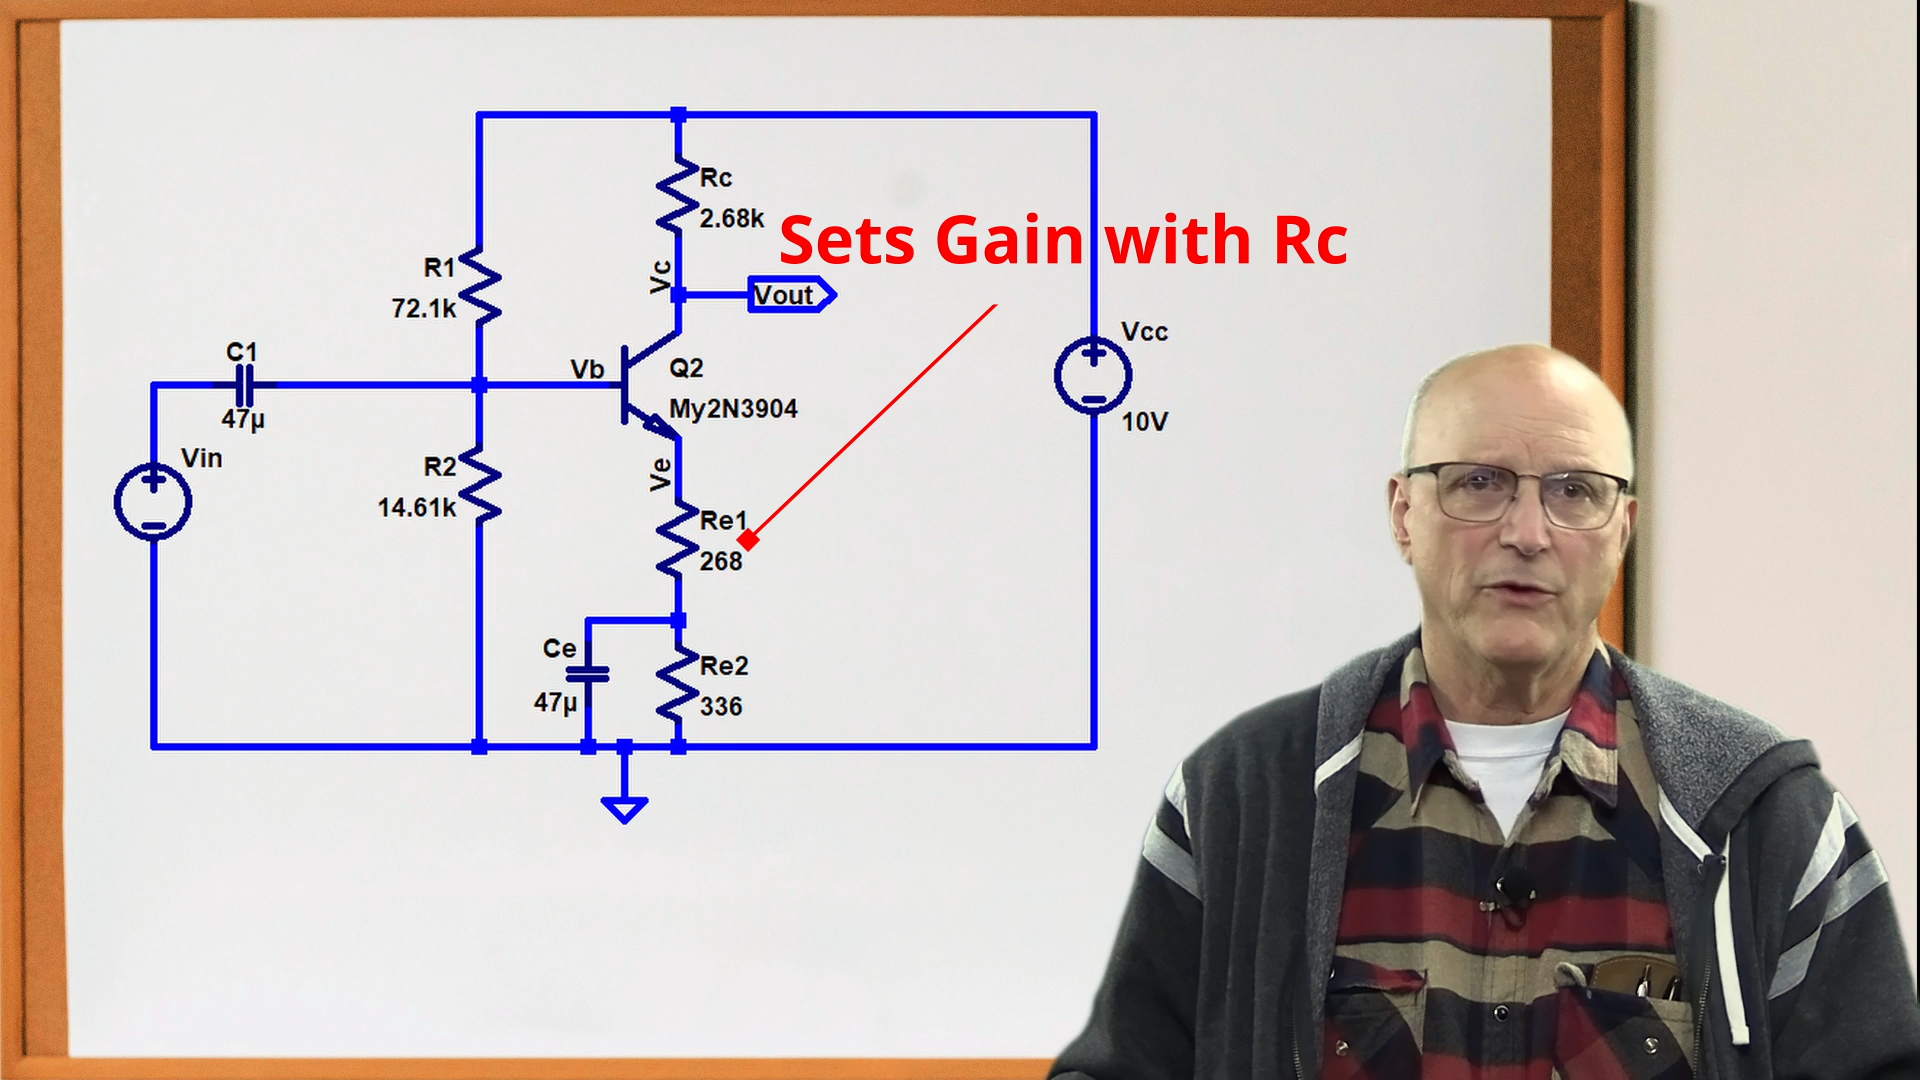 Rc
2.68k
Sets Gain with Rc
Vc
Vout
R1
72.1k
Vcc
10V
C1
47µ
Vb
Q2
My2N3904
Vin
R2
14.61k
Ve
Re1
268
Ce
47µ
Re2
336